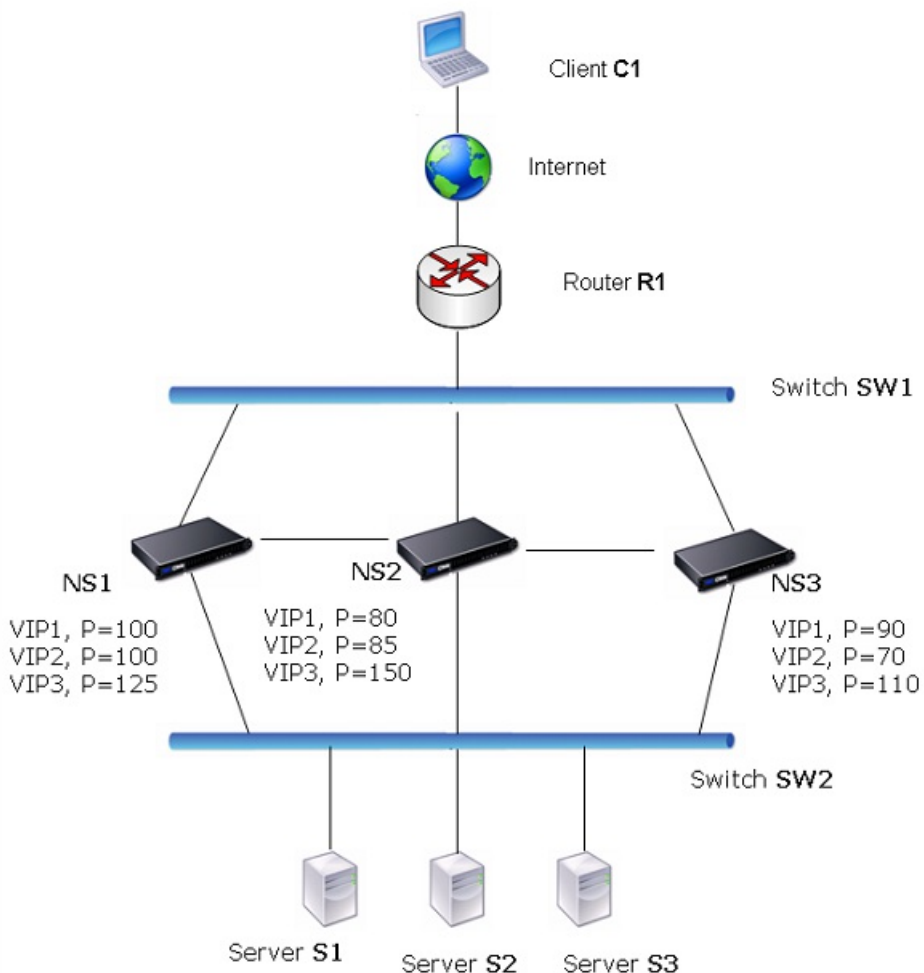 Client C1
Internet
Router R1
Switch SW1
NS1
VIP1, P=100
VIP2, P=100
VIP3, P=125
NS2
VIP1, P=80
VIP2, P=85
VIP3, P=150
NS3
VIP1, P=90
VIP2, P=70
VIP3, P=110
Switch SW2
Server S1
Server S2
Server S3